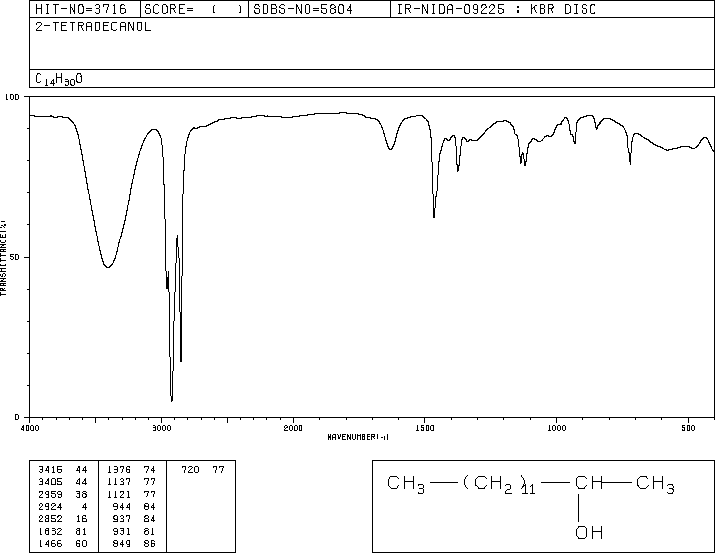 HIT-NO=3716 SCORE= ( ) SDBS-NO=5804 IR-NIDA-09225 : KBR DISC
2-TETRADECANOL
C14H30O
100
50
0
TRANSMITTANCE(%)
4000 3000 2000 1500 1000 500
WAVENUMBER(-1)
3416 44 1376 74 720 77
3405 44 1137 77
2959 38 1121 77
2924 4 944 84
2852 16 937 84
1632 81 931 81
1466 60 849 86
CH3—(CH2)11—CH—CH3
OH